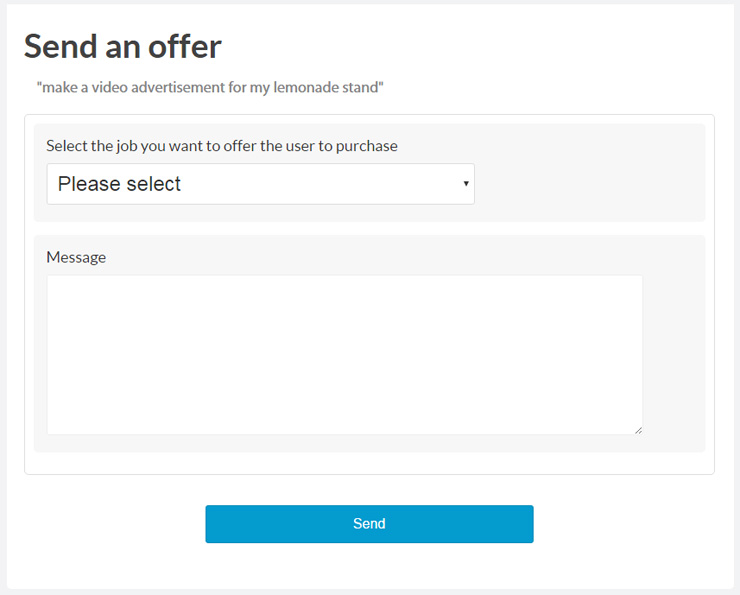 Send an offer
"make a video advertisement for my lemonade stand"
Select the job you want to offer the user to purchase
Please select
Message
Send